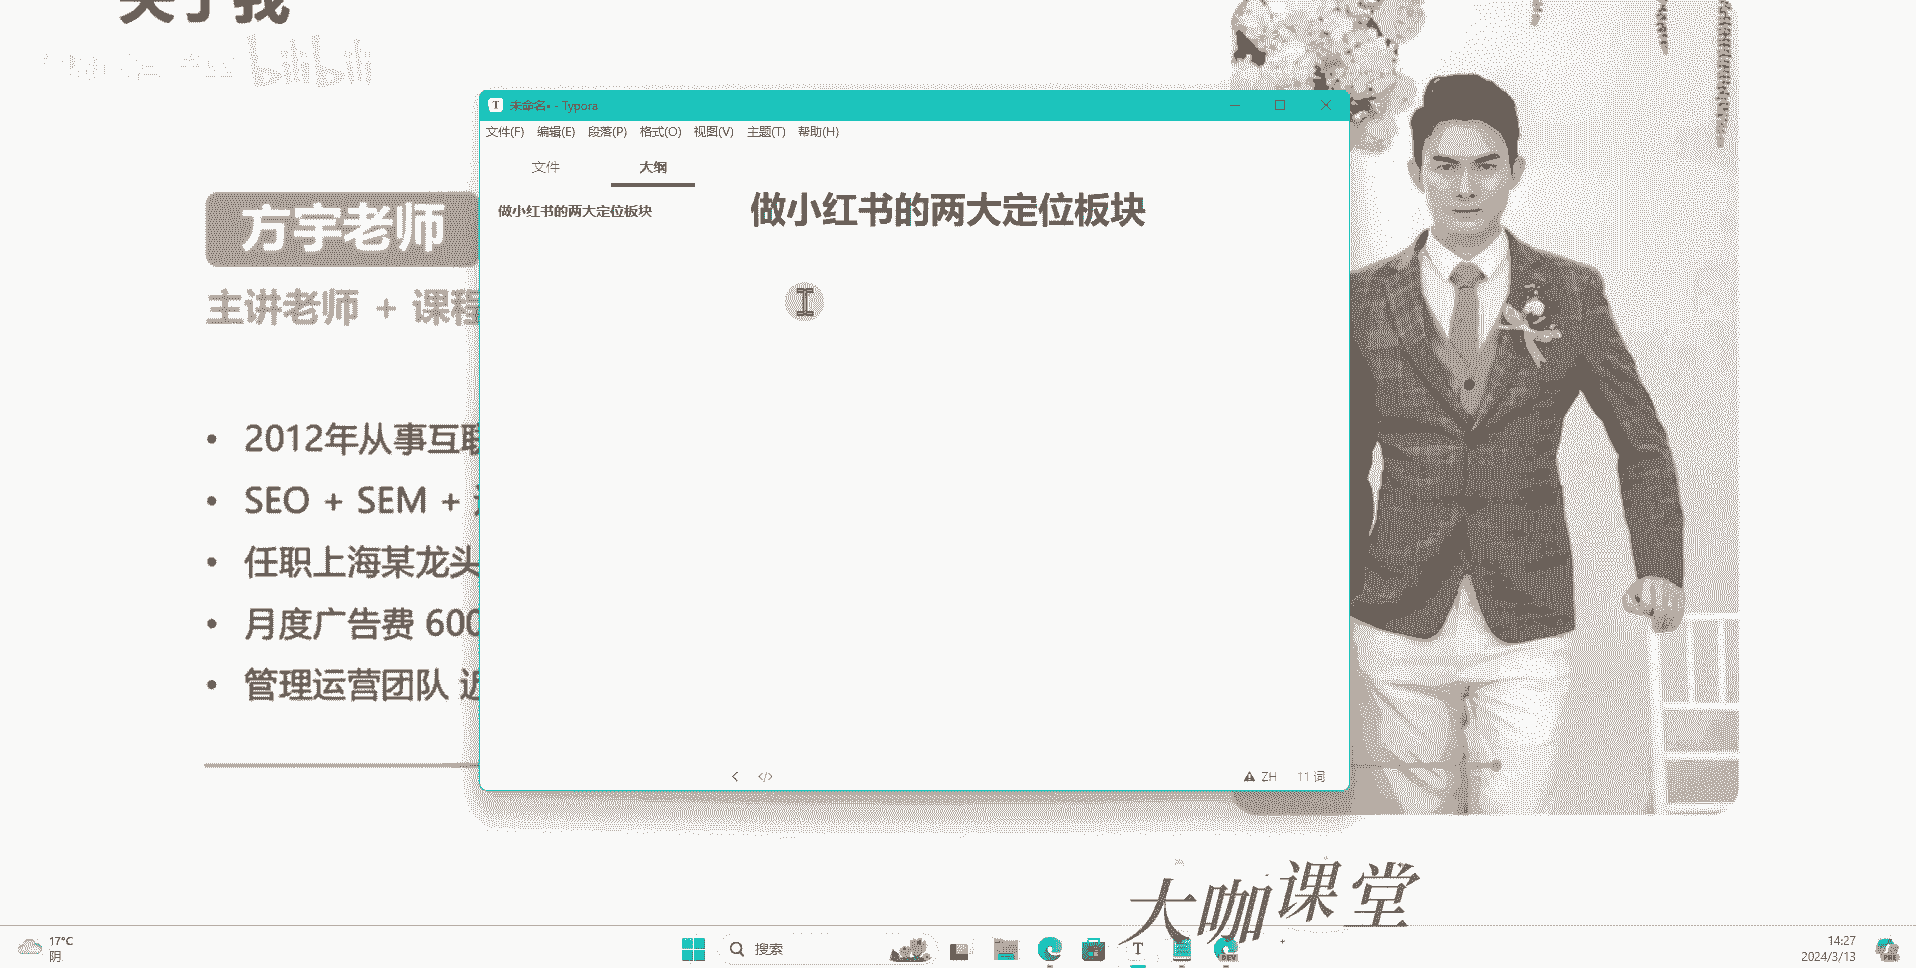 关于我
bilibili
未命名• - Typora
文件(F) 编辑(E) 段落(P) 格式(O) 视图(V) 主题(T) 帮助(H)
文件 大纲
做小红书的两大定位板块
做小红书的两大定位板块
方宇老师
主讲老师 + 课程
2012年从事互联
SEO + SEM +
任职上海某龙头
月度广告费 600
管理运营团队 近
ZH 11 词
大咖课堂
17°C
阴
搜索
T
DEV
14:27
2024/3/13
PRE